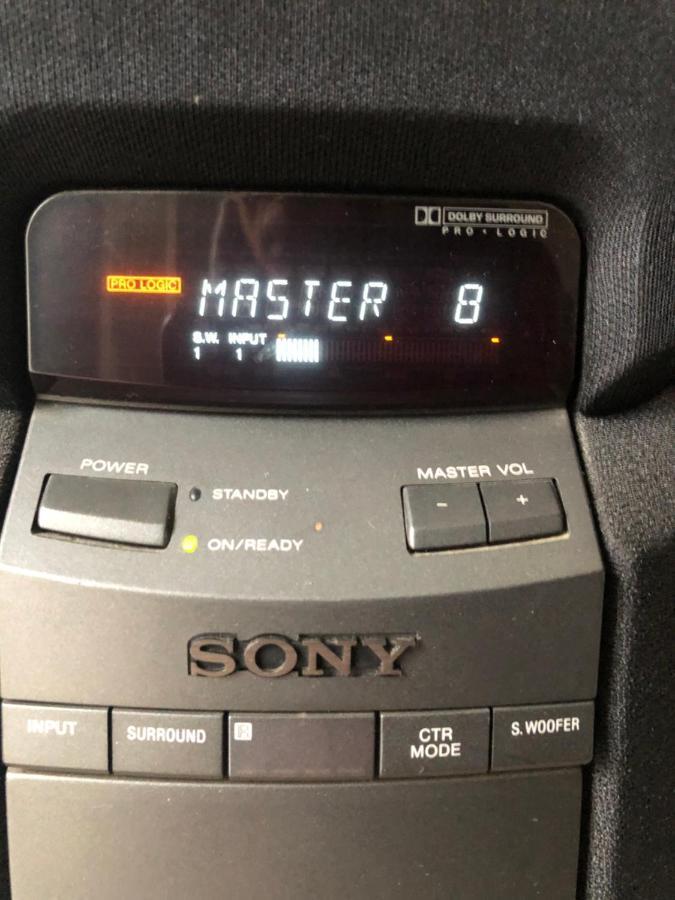 DOLBY SURROUND
PRO • LOGIC
PRO LOGIC MASTER 8
S.W. INPUT
1 1
POWER
MASTER VOL
STANDBY
- +
ON/READY
SONY
INPUT SURROUND R CTR MODE S.WOOFER